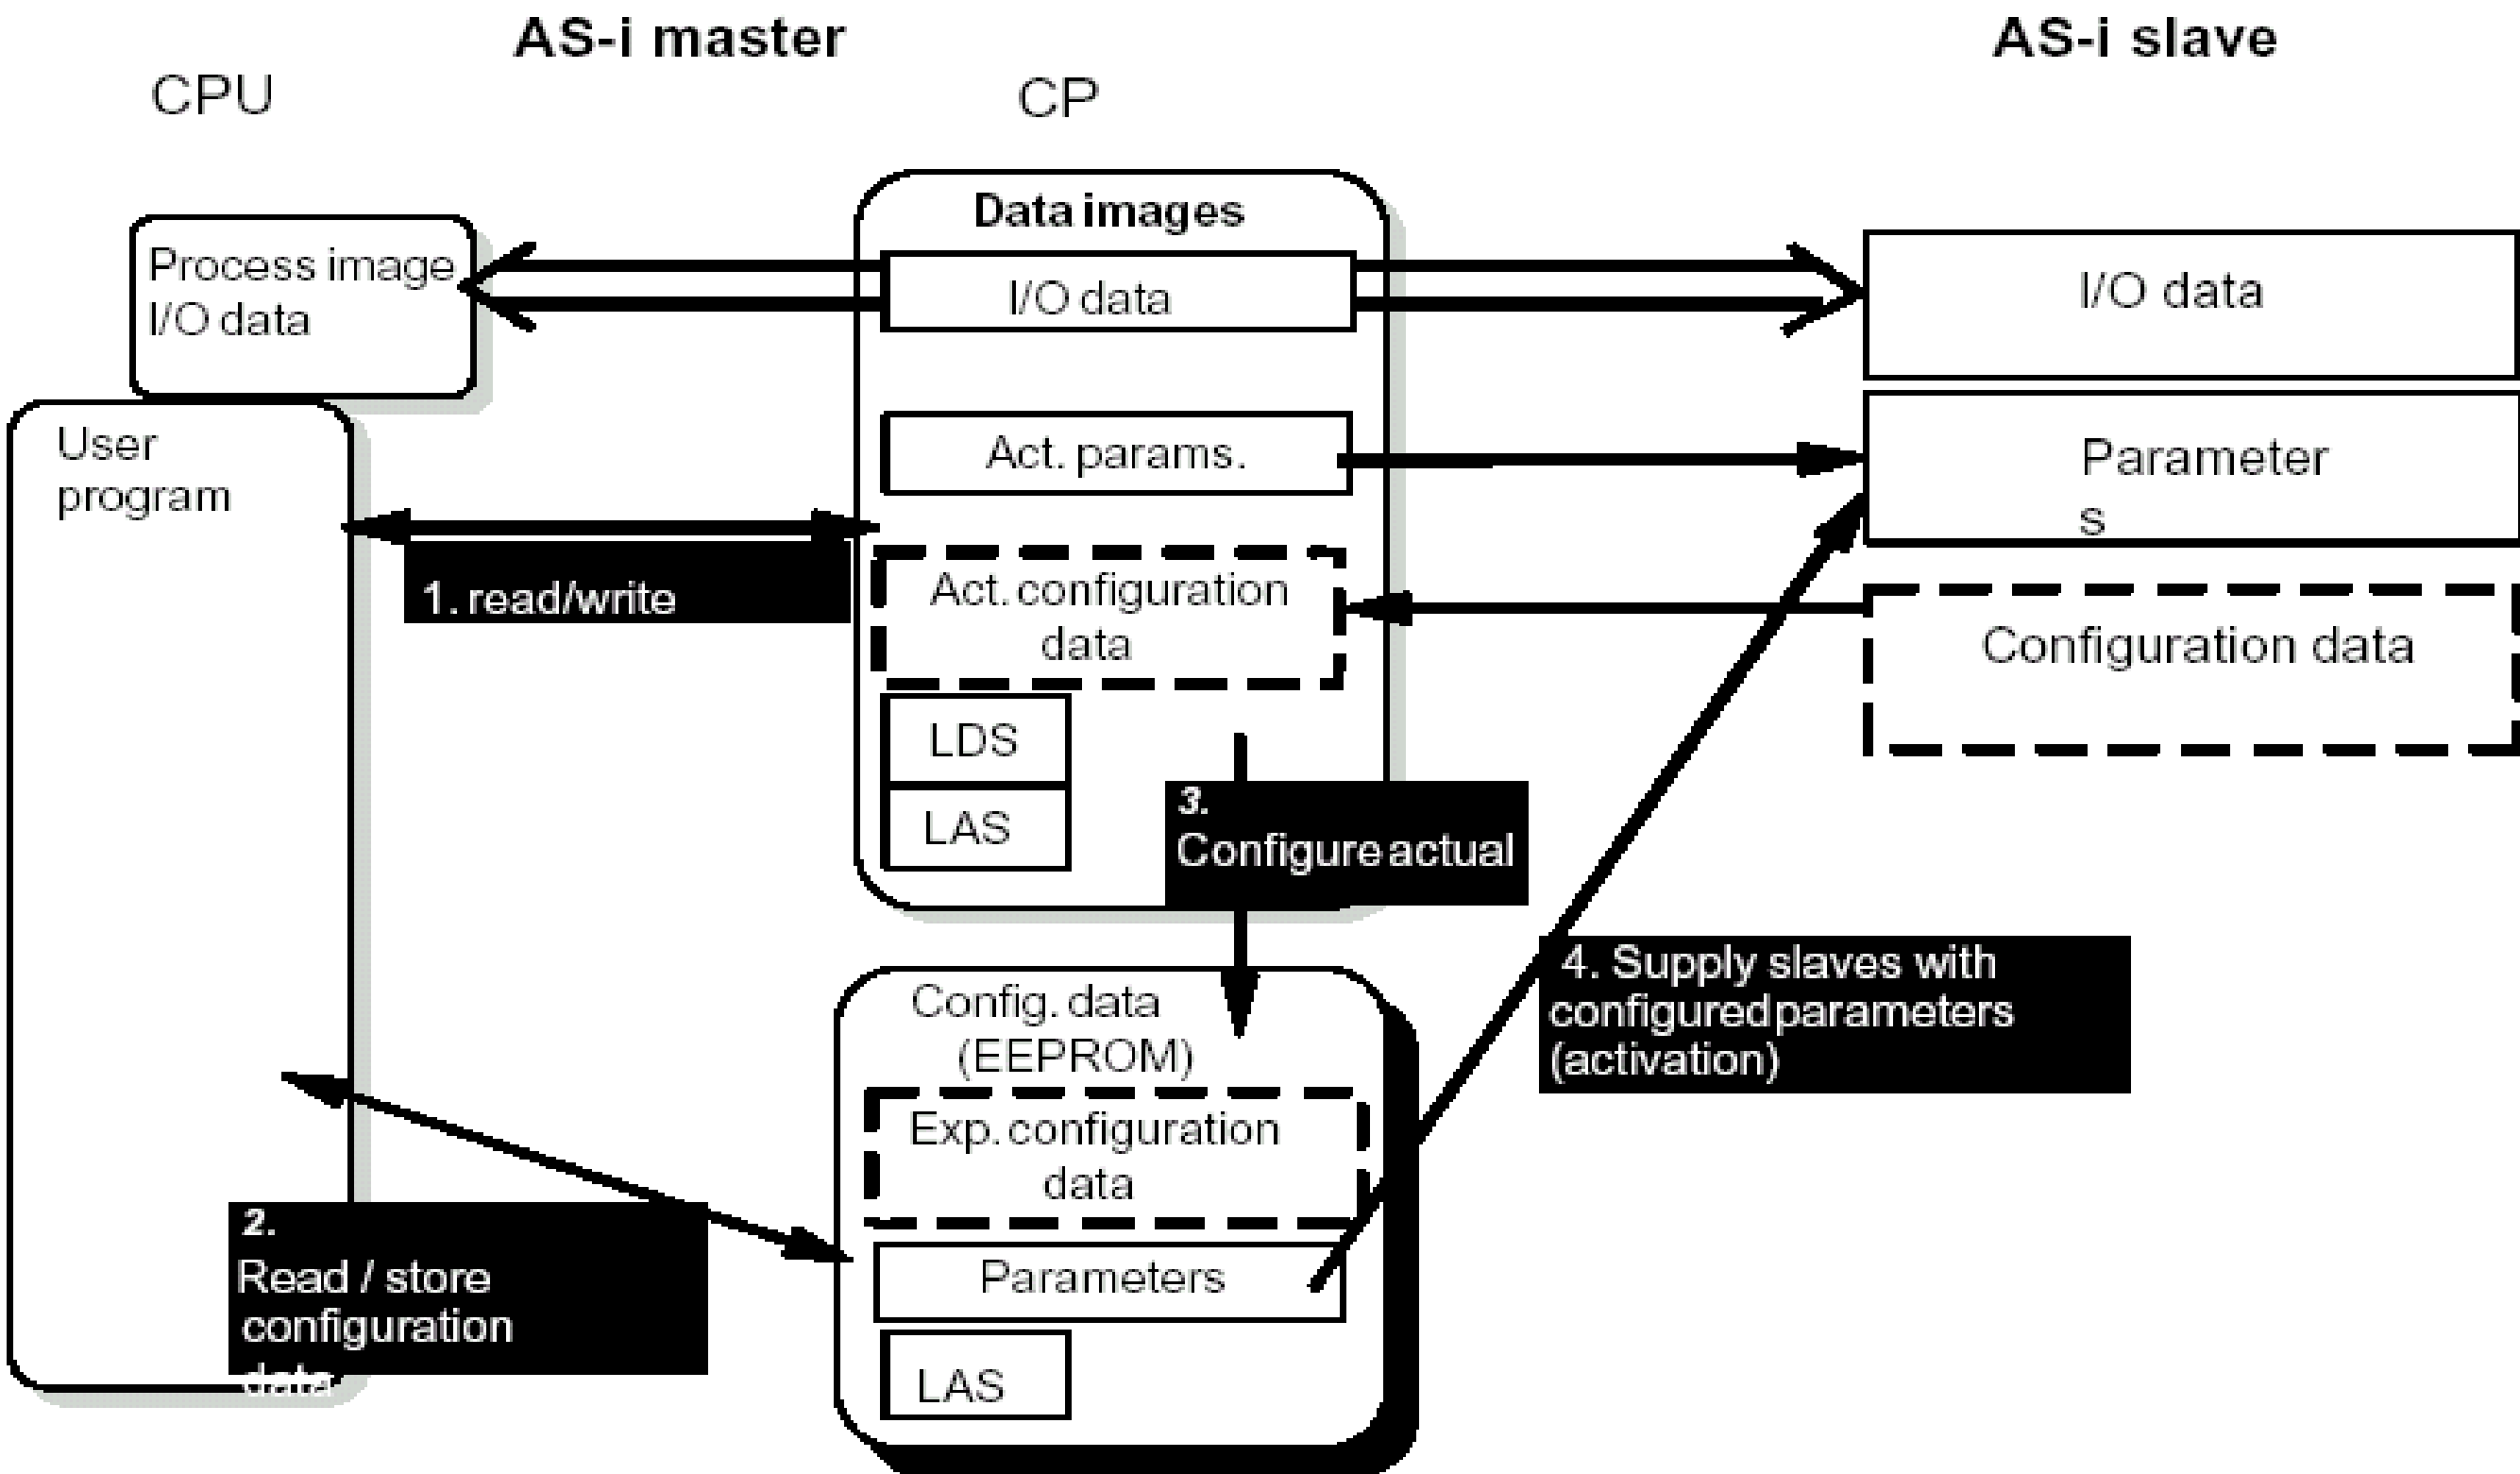 AS-i master
AS-i slave
CPU
CP
Data images
Process image
I/O data
I/O data
I/O data
User
program
Act. params.
Parameter
s
1. read/write
Act. configuration
data
Configuration data
LDS
LAS
3.
Configure actual
4. Supply slaves with
configured parameters
(activation)
Config. data
(EEPROM)
Exp. configuration
data
2.
Read / store
configuration
data
Parameters
LAS